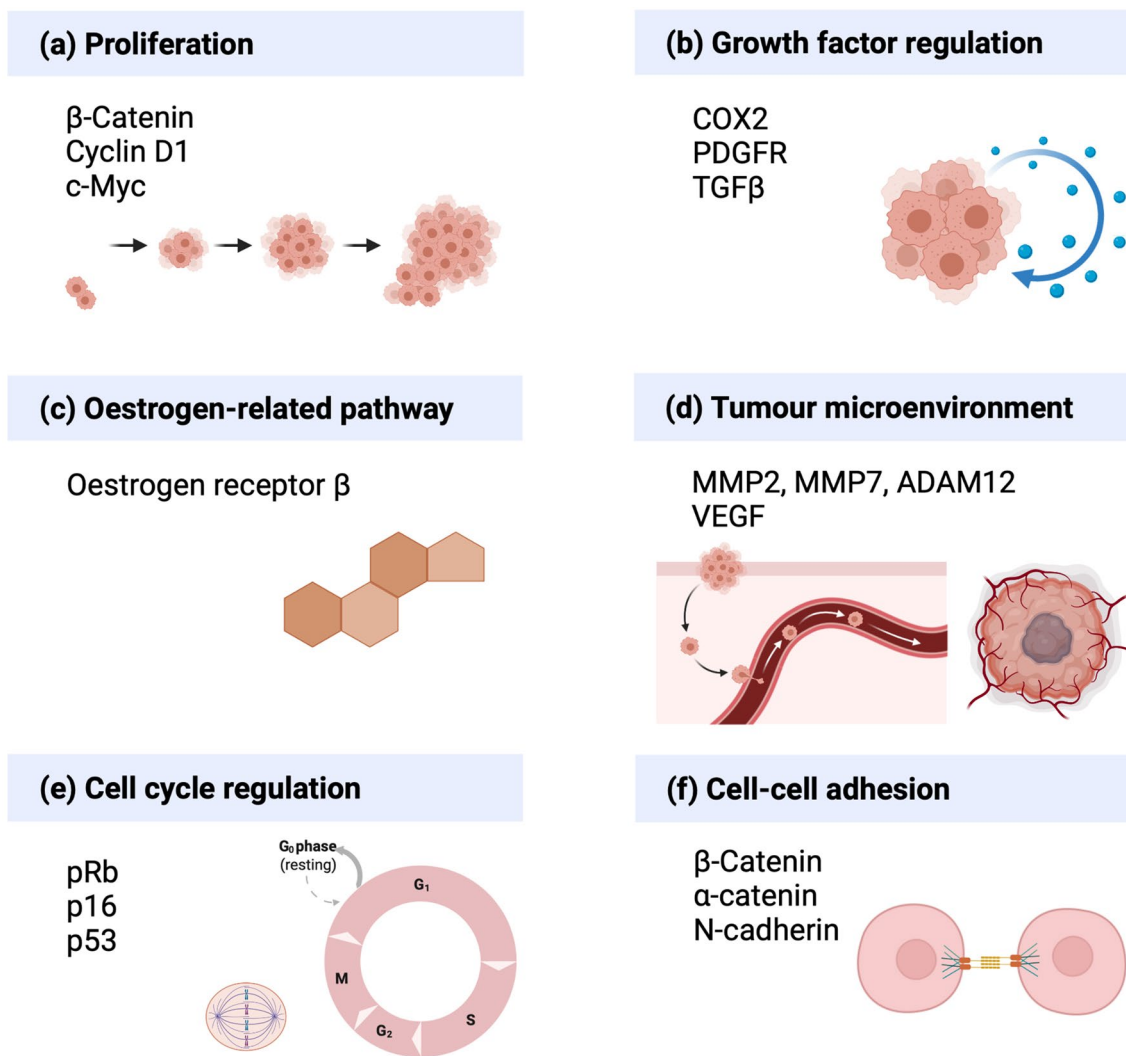 (a) Proliferation
β-Catenin
Cyclin D1
c-Myc
(b) Growth factor regulation
COX2
PDGFR
TGFβ
(c) Oestrogen-related pathway
Oestrogen receptor β
(d) Tumour microenvironment
MMP2, MMP7, ADAM12
VEGF
(e) Cell cycle regulation
pRb
p16
p53
G₀ phase
(resting)
G₁
M
G₂
S
(f) Cell-cell adhesion
β-Catenin
α-catenin
N-cadherin